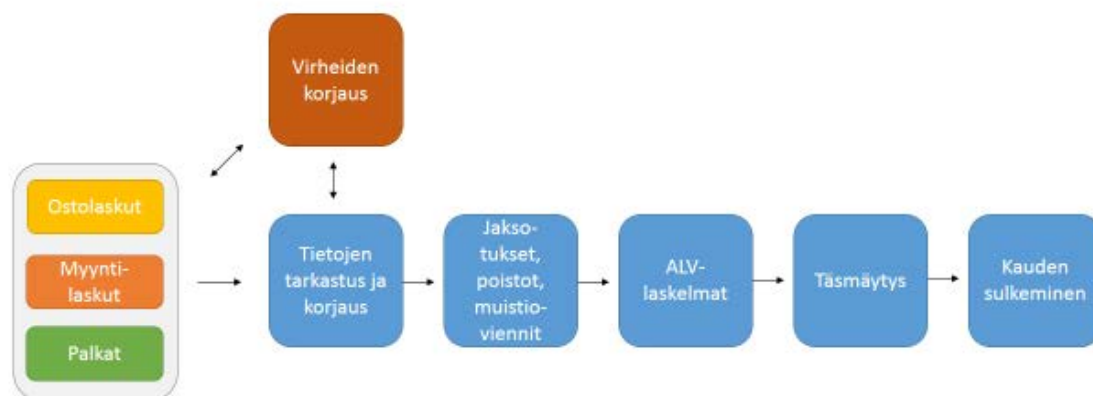 Virheiden
korjaus
Ostolaskut
Myynti-
laskut
Palkat
Tietojen
tarkastus ja
korjaus
Jakso-
tukset,
poistot,
muistio-
viennit
ALV-
laskelmat
Täsmäytys
Kauden
sulkeminen